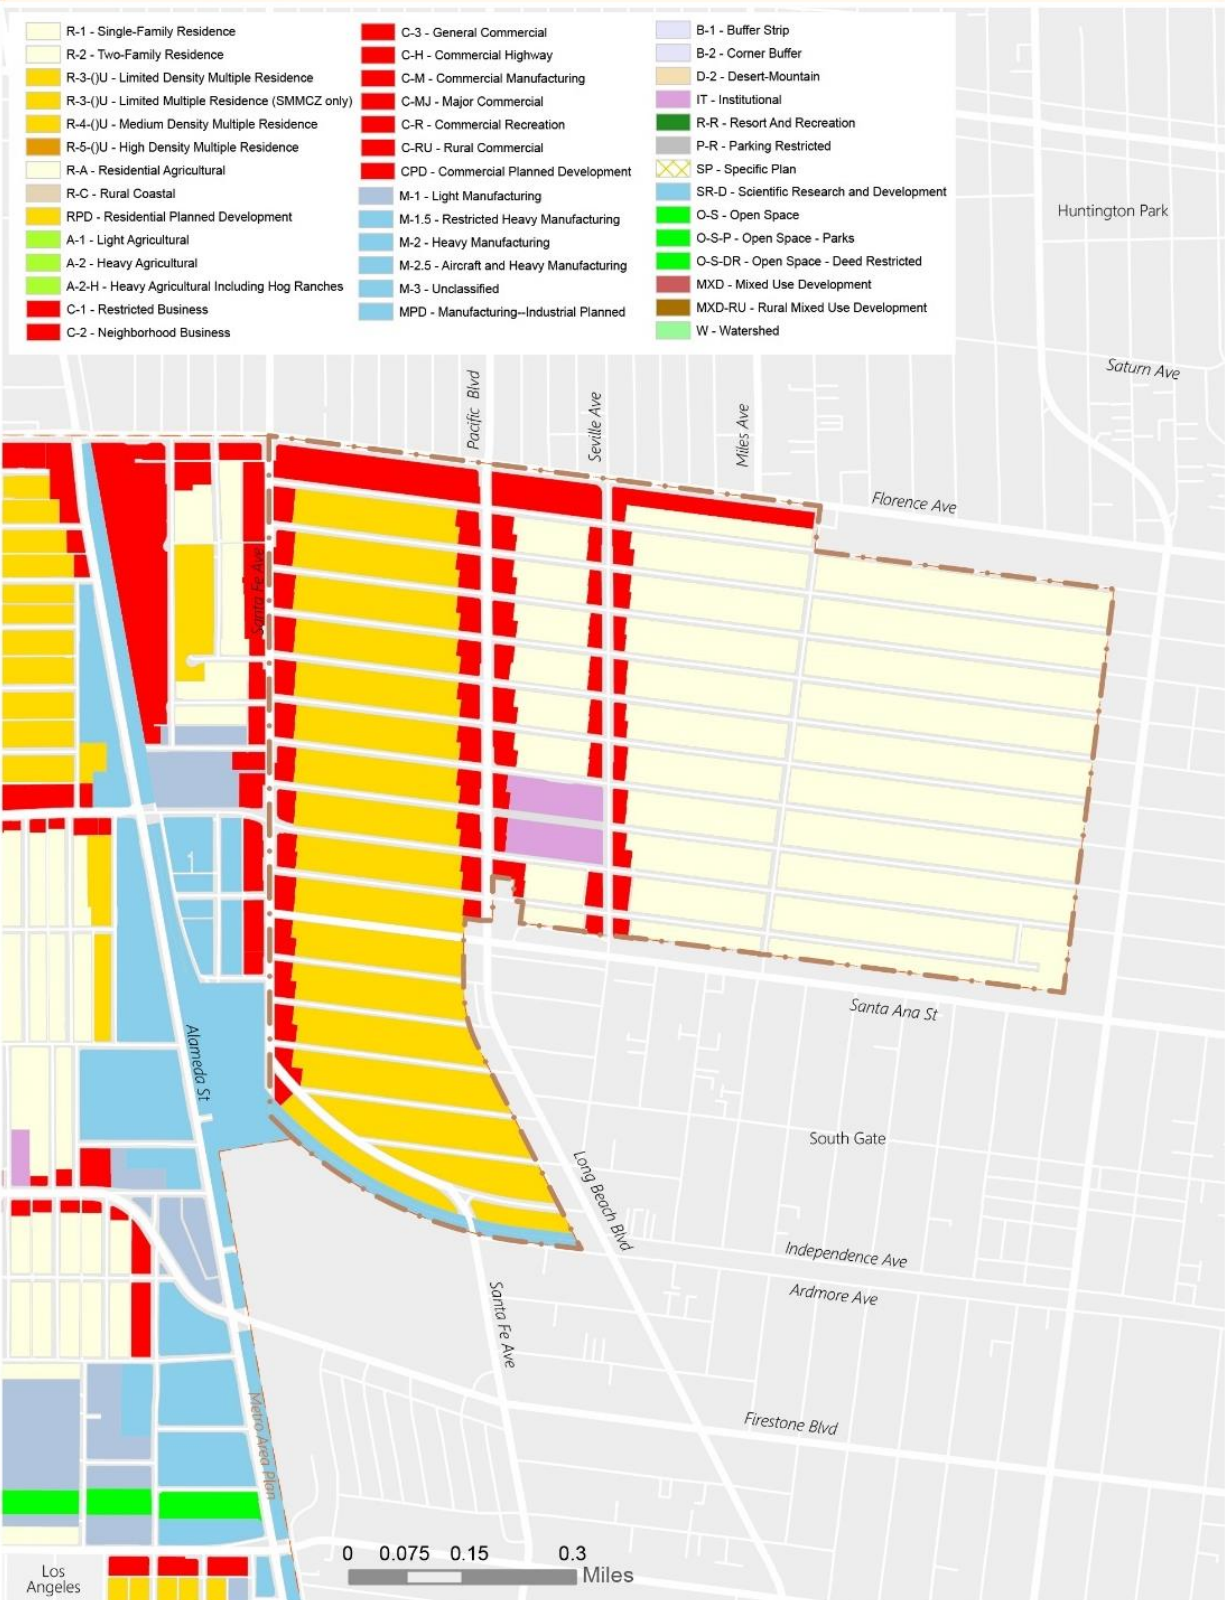 R-1 - Single-Family Residence
R-2 - Two-Family Residence
R-3-()U - Limited Density Multiple Residence
R-3-()U - Limited Multiple Residence (SMMCZ only)
R-4-()U - Medium Density Multiple Residence
R-5-()U - High Density Multiple Residence
R-A - Residential Agricultural
R-C - Rural Coastal
RPD - Residential Planned Development
A-1 - Light Agricultural
A-2 - Heavy Agricultural
A-2-H - Heavy Agricultural Including Hog Ranches
C-1 - Restricted Business
C-2 - Neighborhood Business
C-3 - General Commercial
C-H - Commercial Highway
C-M - Commercial Manufacturing
C-MJ - Major Commercial
C-R - Commercial Recreation
C-RU - Rural Commercial
CPD - Commercial Planned Development
M-1 - Light Manufacturing
M-1.5 - Restricted Heavy Manufacturing
M-2 - Heavy Manufacturing
M-2.5 - Aircraft and Heavy Manufacturing
M-3 - Unclassified
MPD - Manufacturing--Industrial Planned
B-1 - Buffer Strip
B-2 - Corner Buffer
D-2 - Desert-Mountain
IT - Institutional
R-R - Resort And Recreation
P-R - Parking Restricted
SP - Specific Plan
SR-D - Scientific Research and Development
O-S - Open Space
O-S-P - Open Space - Parks
O-S-DR - Open Space - Deed Restricted
MXD - Mixed Use Development
MXD-RU - Rural Mixed Use Development
W - Watershed
Huntington Park
Saturn Ave
Pacific Blvd
Seville Ave
Miles Ave
Florence Ave
Santa Fe Ave
Santa Ana St
Alameda St
South Gate
Long Beach Blvd
Independence Ave
Ardmore Ave
Santa Fe Ave
Firestone Blvd
Metro Area Plan
Los
Angeles
0 0.075 0.15 0.3
Miles